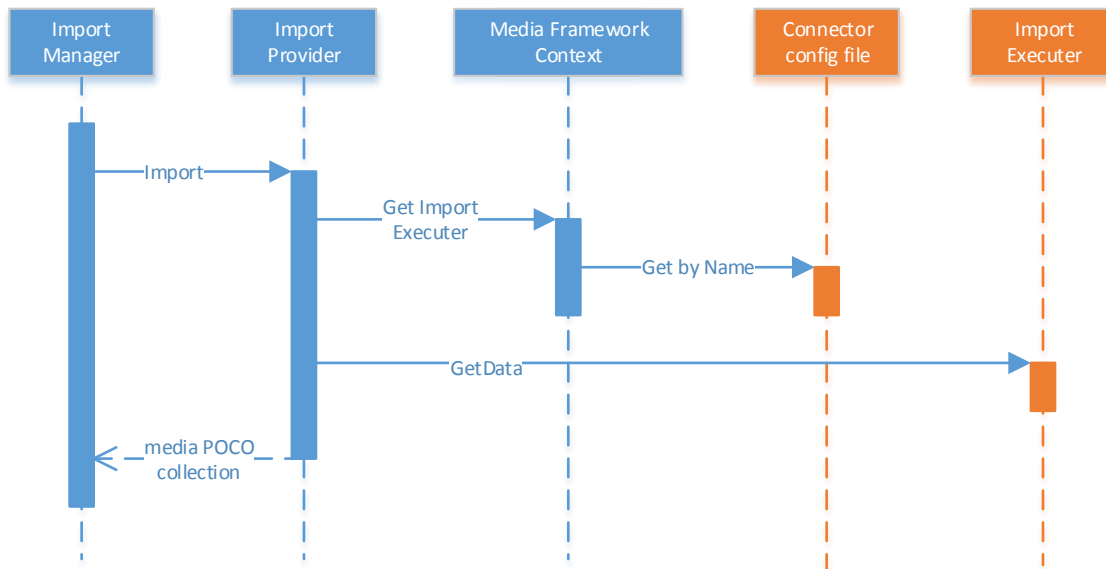 Import
Manager
Import
Provider
Media Framework
Context
Connector
config file
Import
Executer
Import
Get Import
Executer
Get by Name
GetData
media POCO
collection